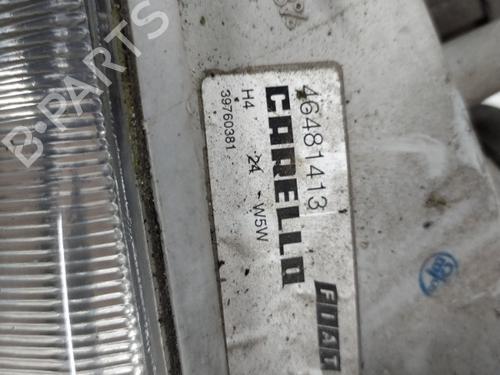 46481413
CARELLO
H4 24 - W5W
39760381
FIAT
B-PARTS